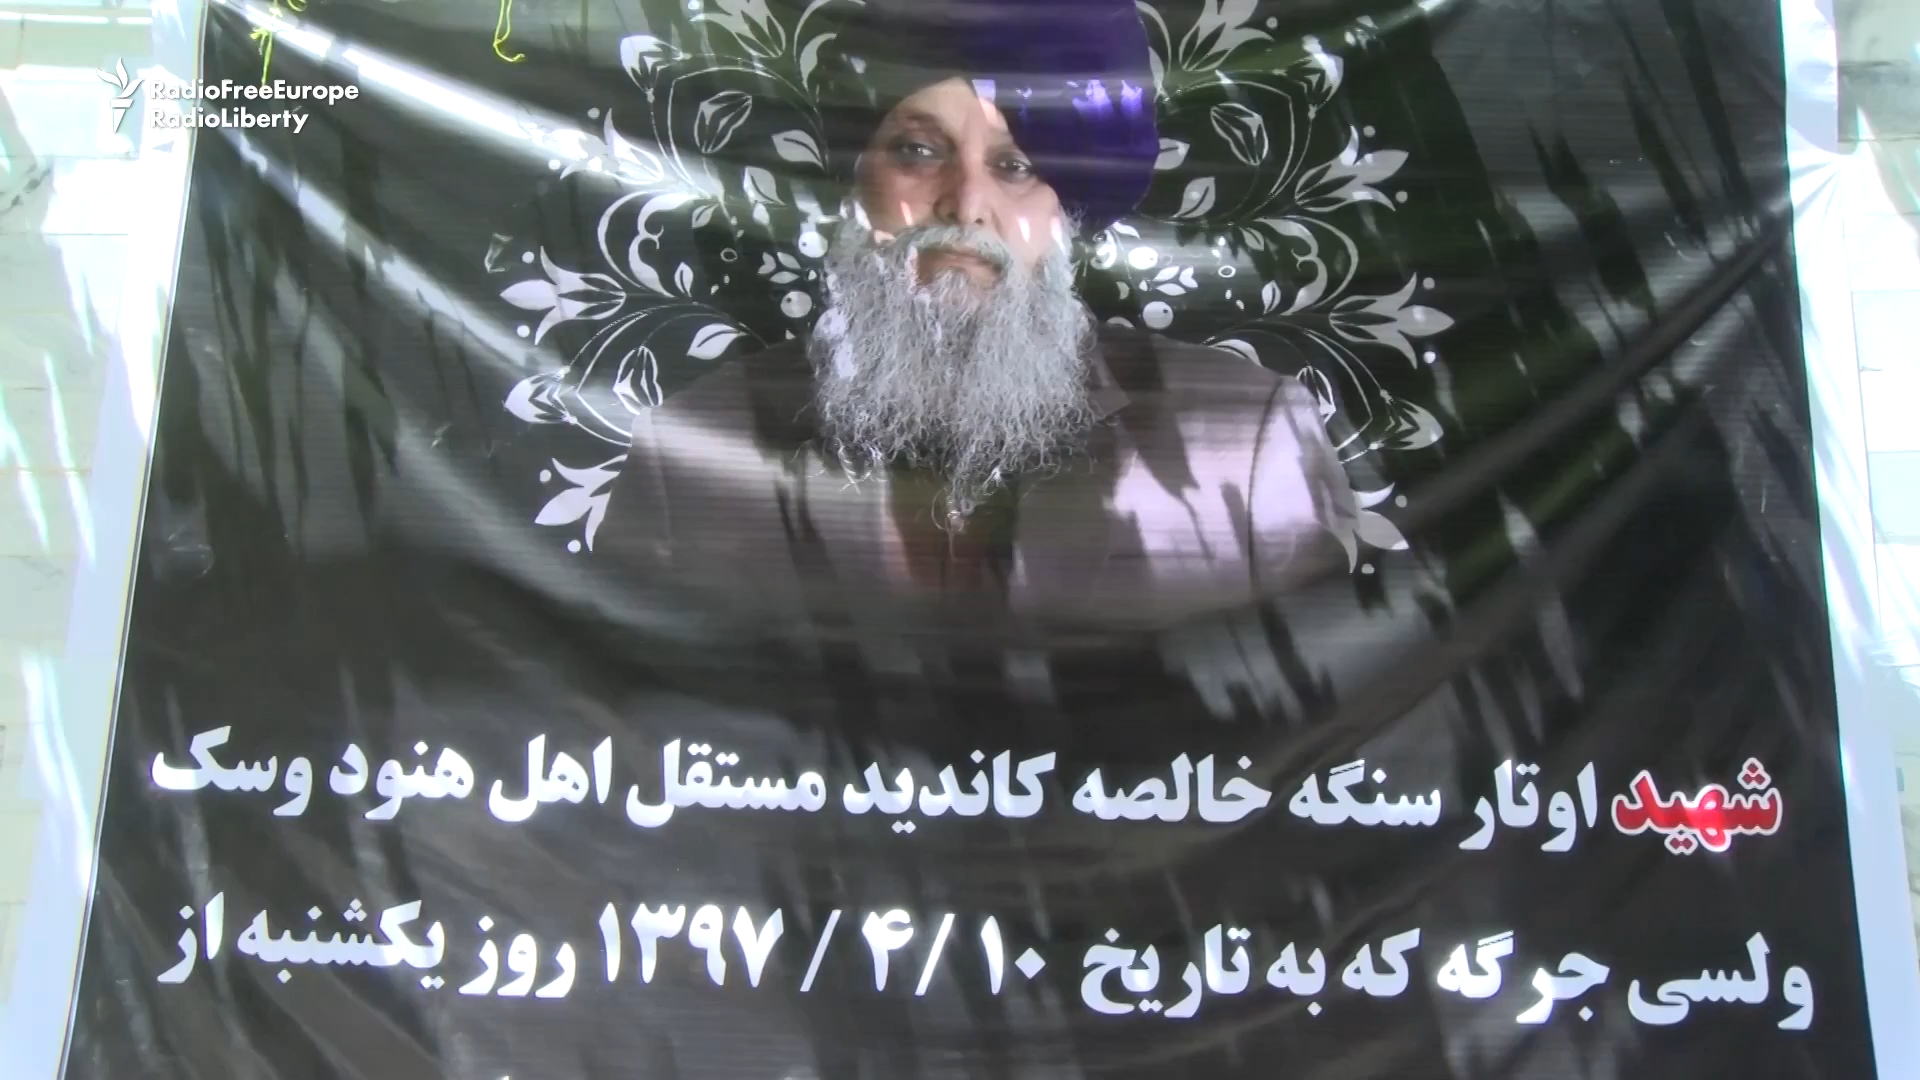 RadioFreeEurope
RadioLiberty
شهید اوتار سنگه خالصه کاندید مستقل اهل هنود وسک
ولسی جرگه که به تاریخ ۱۰ /۴ / ۱۳۹۷ روز یکشنبه از